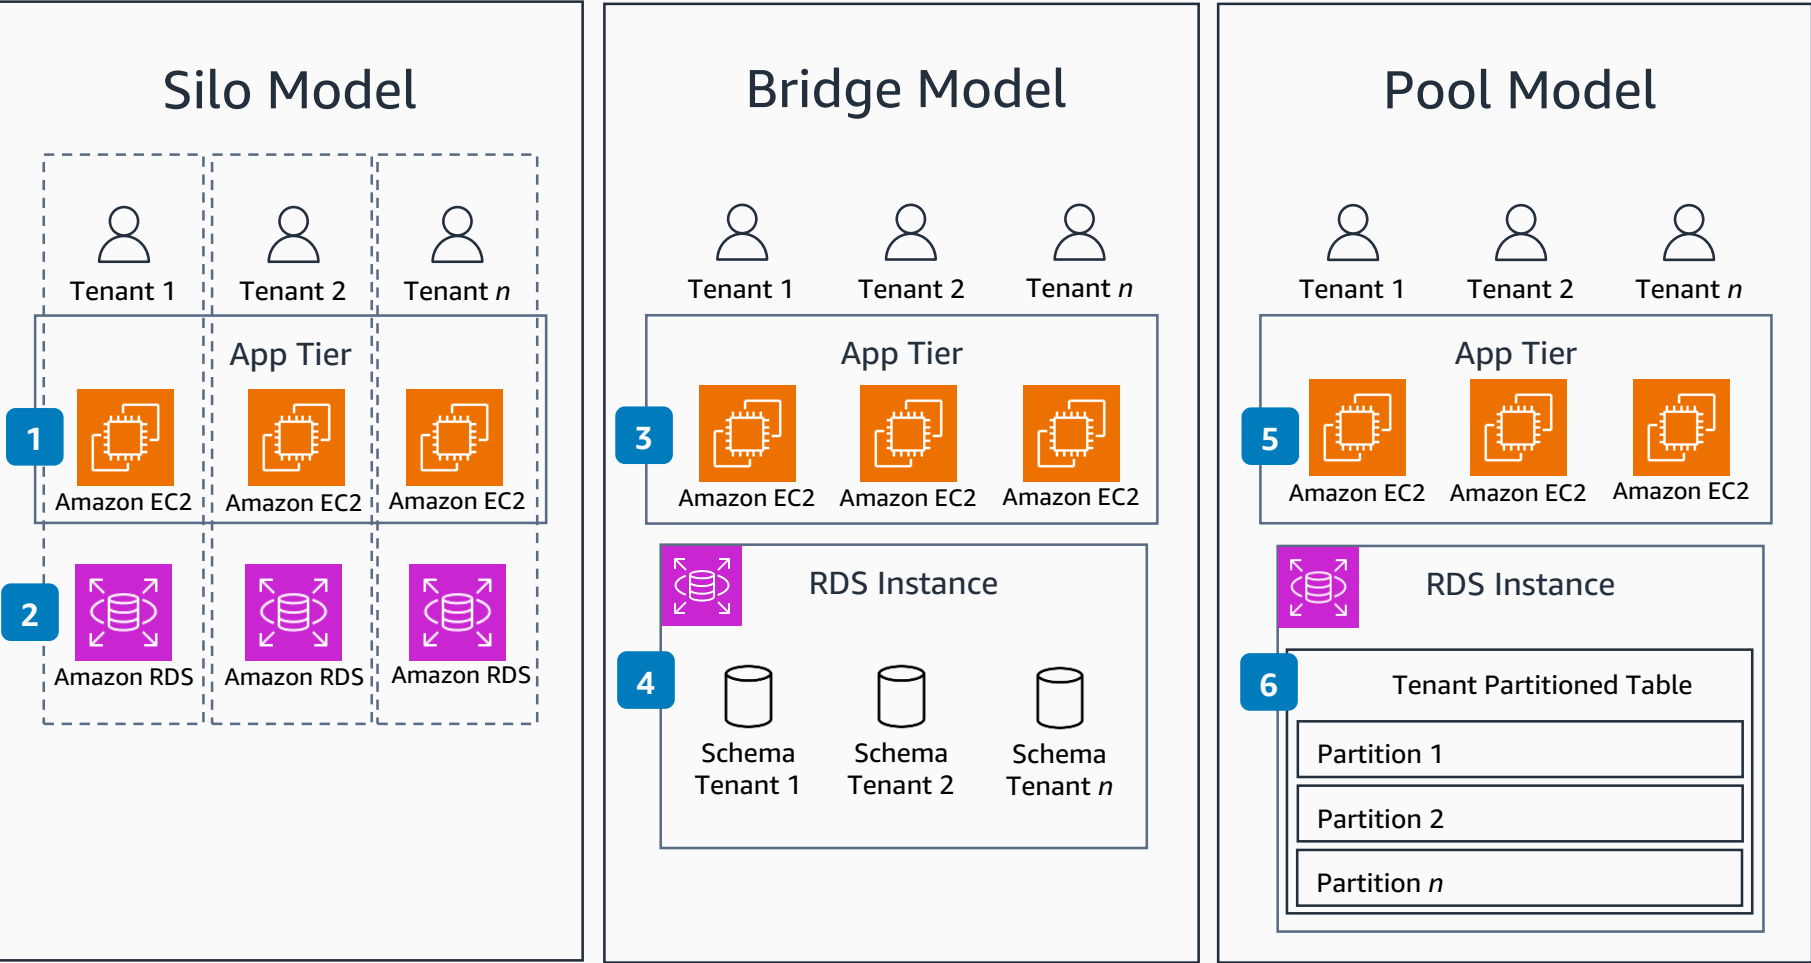 Silo Model
Tenant 1
Tenant 2
Tenant n
App Tier
1
Amazon EC2
Amazon EC2
Amazon EC2
2
Amazon RDS
Amazon RDS
Amazon RDS
Bridge Model
Tenant 1
Tenant 2
Tenant n
App Tier
3
Amazon EC2
Amazon EC2
Amazon EC2
RDS Instance
4
Schema
Tenant 1
Schema
Tenant 2
Schema
Tenant n
Pool Model
Tenant 1
Tenant 2
Tenant n
App Tier
5
Amazon EC2
Amazon EC2
Amazon EC2
RDS Instance
6
Tenant Partitioned Table
Partition 1
Partition 2
Partition n